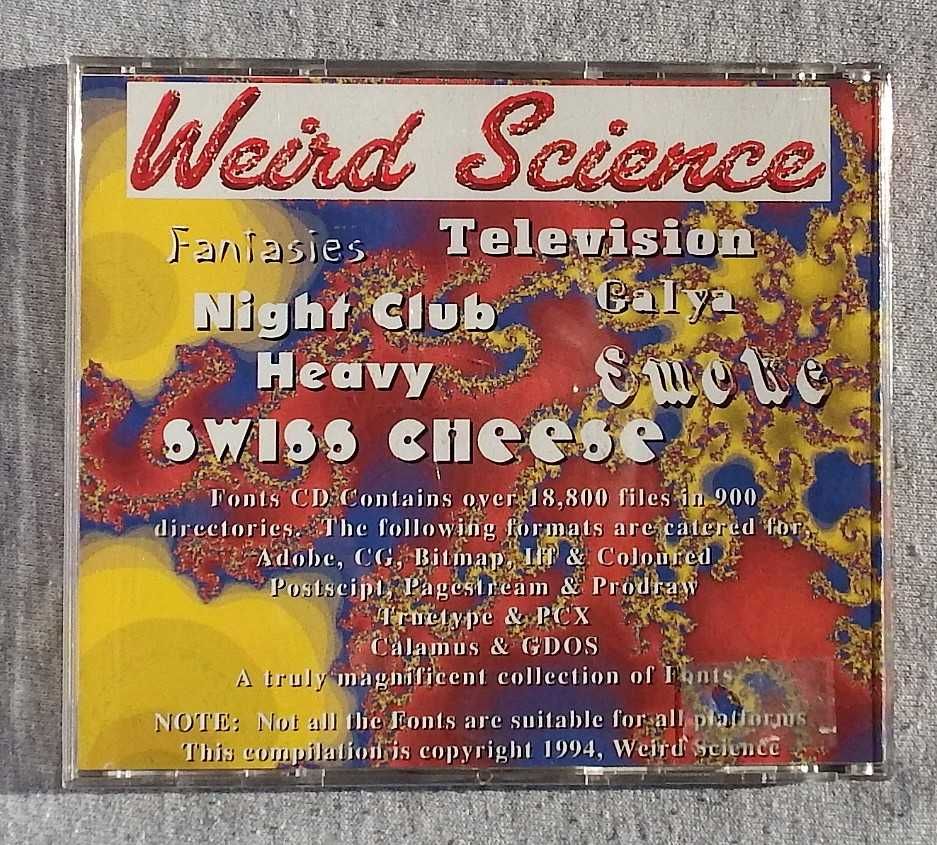 Weird Science
Fantasies Television
Night Club Galya
Heavy Emoke
SWISS CHEESE
Fonts CD Contains over 18,800 files in 900
directories. The following formats are catered for,
Adobe, CG, Bitmap, Iff & Coloured
Postscipt, Pagestream & Prodraw
Truetype & PCX
Calamus & GDOS
A truly magnificent collection of Fonts
NOTE: Not all the Fonts are suitable for all platforms
This compilation is copyright 1994, Weird Science